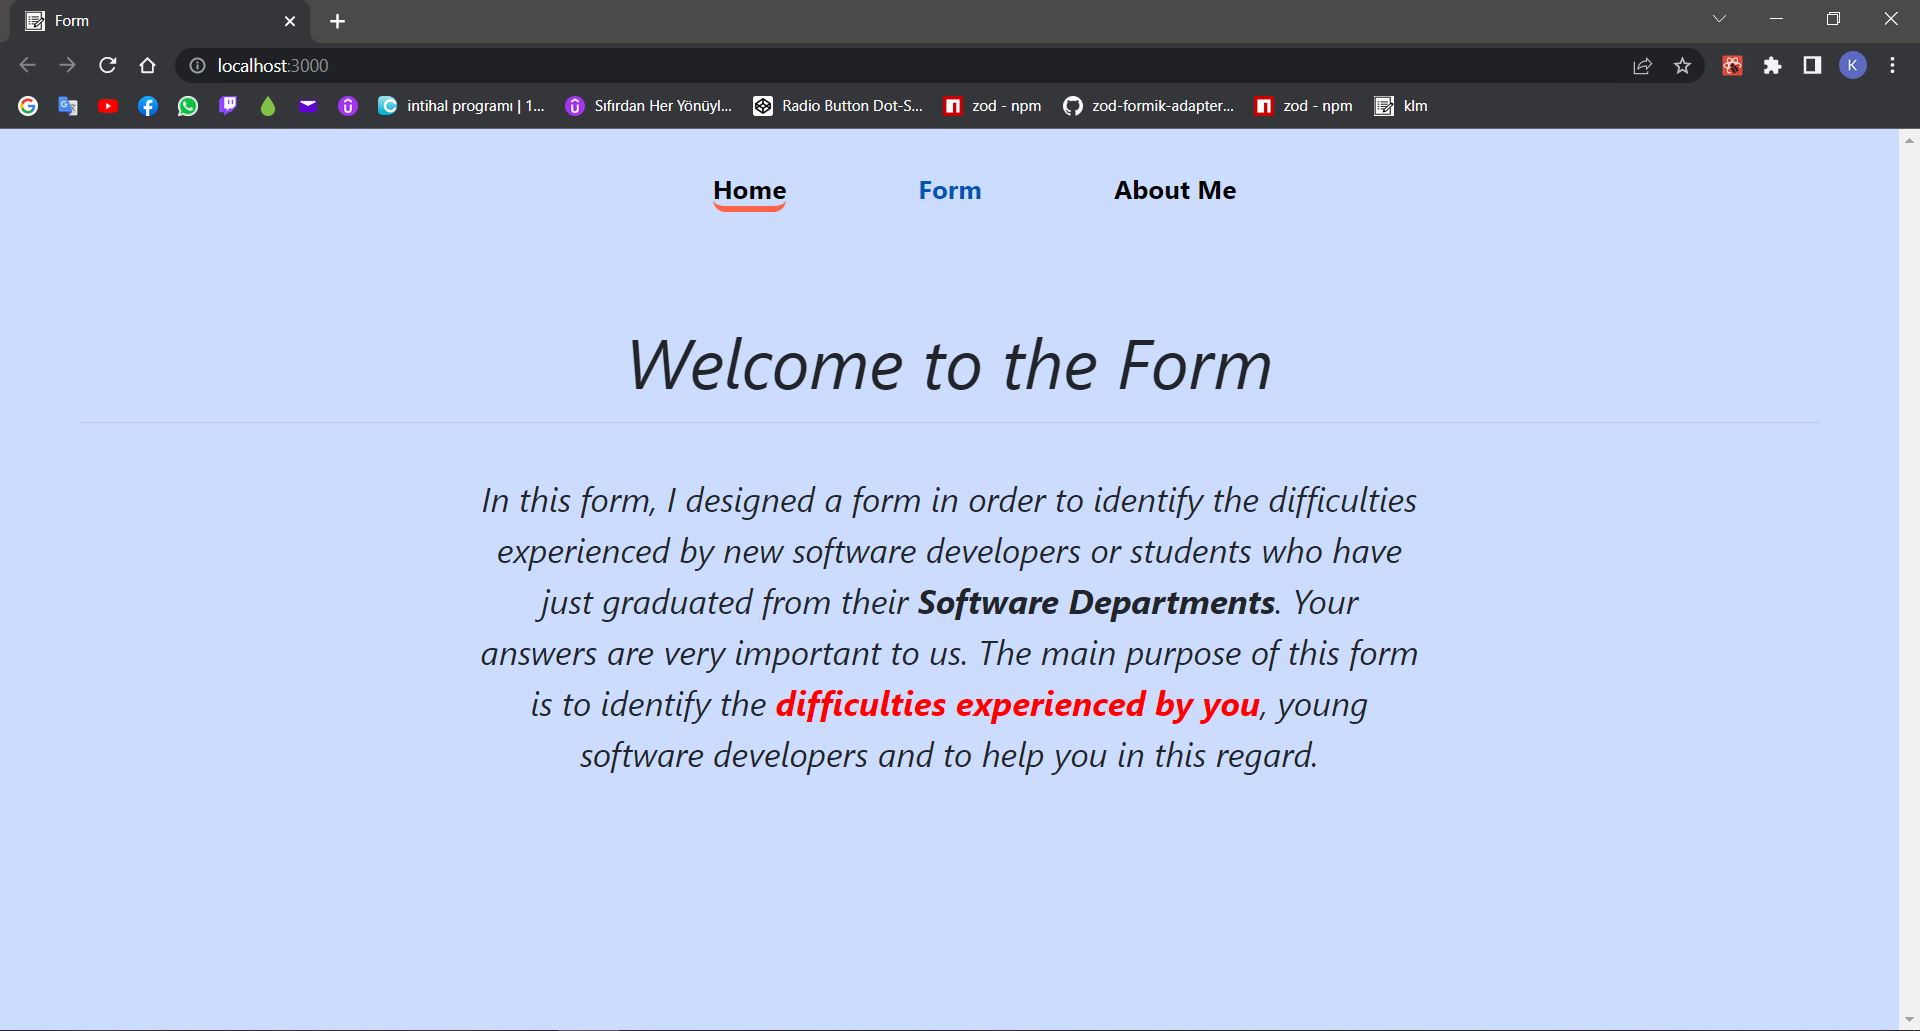 Form
localhost:3000
K
intihal programı | 1...
Sıfırdan Her Yönüyl...
Radio Button Dot-S...
zod - npm
zod-formik-adapter...
zod - npm
klm
Home
Form
About Me
Welcome to the Form
In this form, I designed a form in order to identify the difficulties
experienced by new software developers or students who have
just graduated from their Software Departments. Your
answers are very important to us. The main purpose of this form
is to identify the difficulties experienced by you, young
software developers and to help you in this regard.